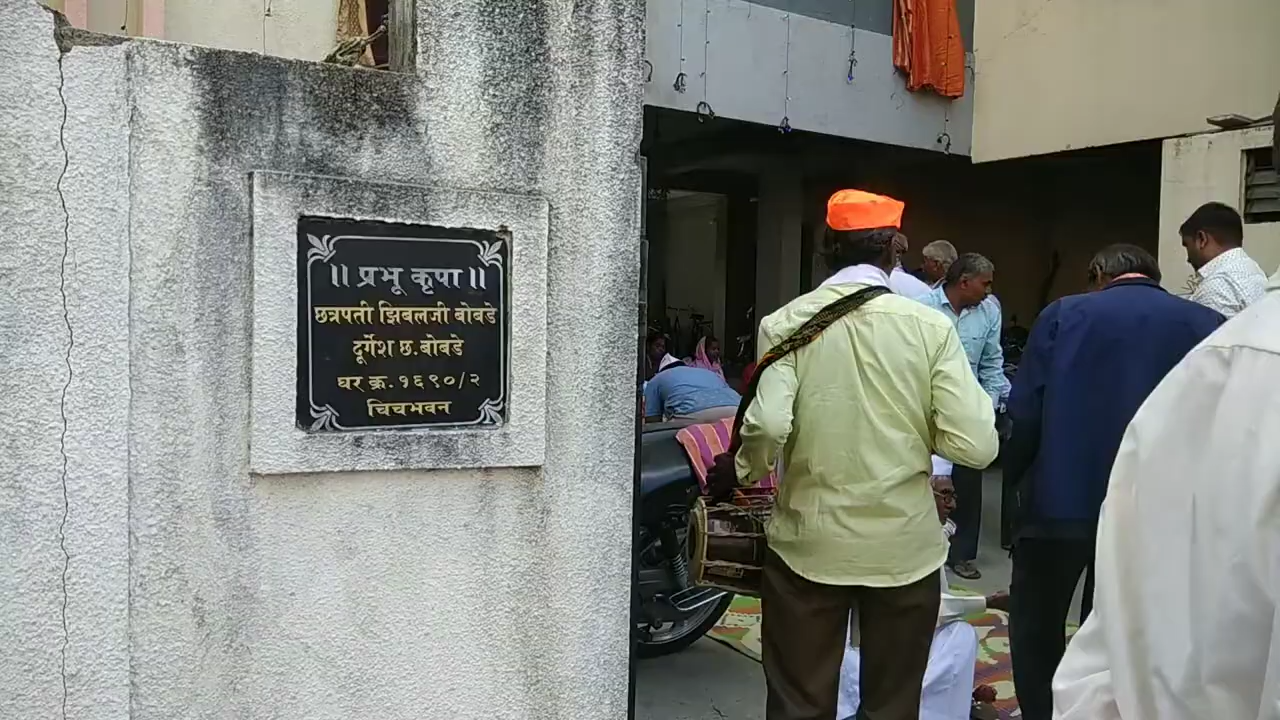 ॥ प्रभू कृपा ॥
छत्रपती झिबलजी बोबडे
दूर्गेश छ. बोबडे
घर क्र. १६९०/२
चिचभवन